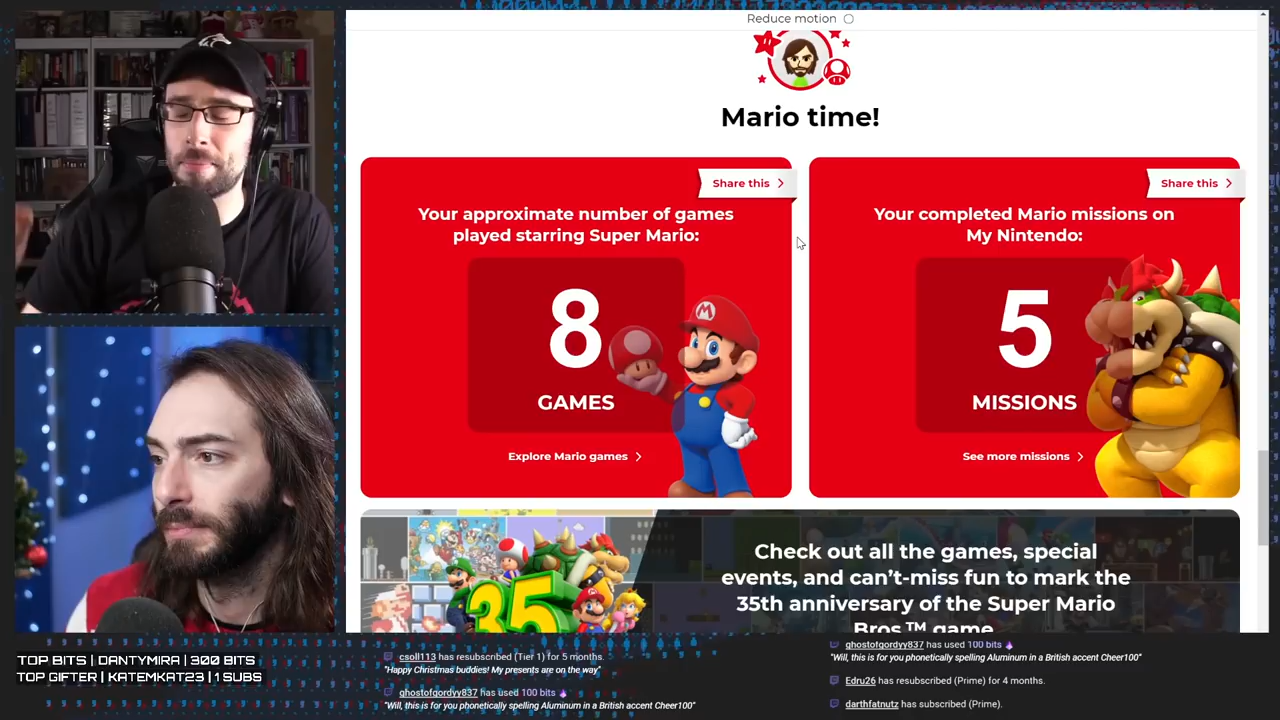 Reduce motion
Mario time!
Share this
Your approximate number of games
played starring Super Mario:
8
GAMES
Explore Mario games
Share this
Your completed Mario missions on
My Nintendo:
5
MISSIONS
See more missions
M
35
Check out all the games, special
events, and can't-miss fun to mark the
35th anniversary of the Super Mario
Bros™ game
TOP BITS | DANTYMIRA | 300 BITS
TOP GIFTER | KATEMKAT23 | 1 SUBS
csoll113 has resubscribed (Tier 1) for 5 months.
"Happy Christmas buddies! My presents are on the way"
ghostofgordyy837 has used 100 bits
"Will, this is for you phonetically spelling Aluminum in a British accent Cheer100"
ghostofgordyy837 has used 100 bits
"Will, this is for you phonetically spelling Aluminum in a British accent Cheer100"
Edru26 has resubscribed (Prime) for 4 months.
darthfatnutz has subscribed (Prime).